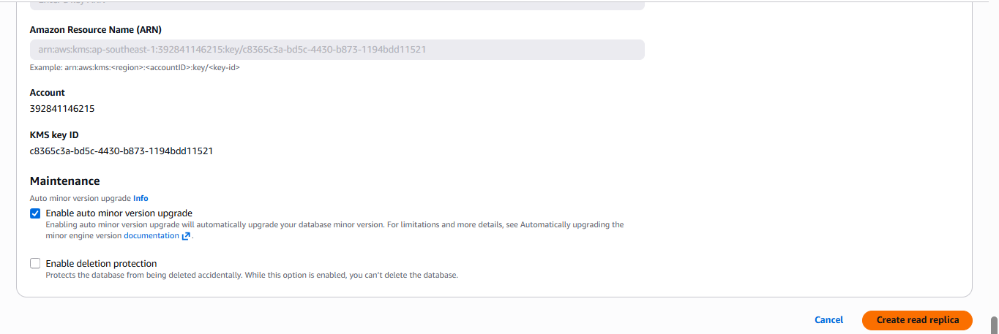 Amazon Resource Name (ARN)
arn:aws:kms:ap-southeast-1:392841146215:key/c8365c3a-bd5c-4430-b873-1194bdd11521
Example: arn:aws:kms:<region>:<accountID>:key/<key-id>
Account
392841146215
KMS key ID
c8365c3a-bd5c-4430-b873-1194bdd11521
Maintenance
Auto minor version upgrade Info
Enable auto minor version upgrade
Enabling auto minor version upgrade will automatically upgrade your database minor version. For limitations and more details, see Automatically upgrading the
minor engine version documentation.
Enable deletion protection
Protects the database from being deleted accidentally. While this option is enabled, you can't delete the database.
Cancel Create read replica